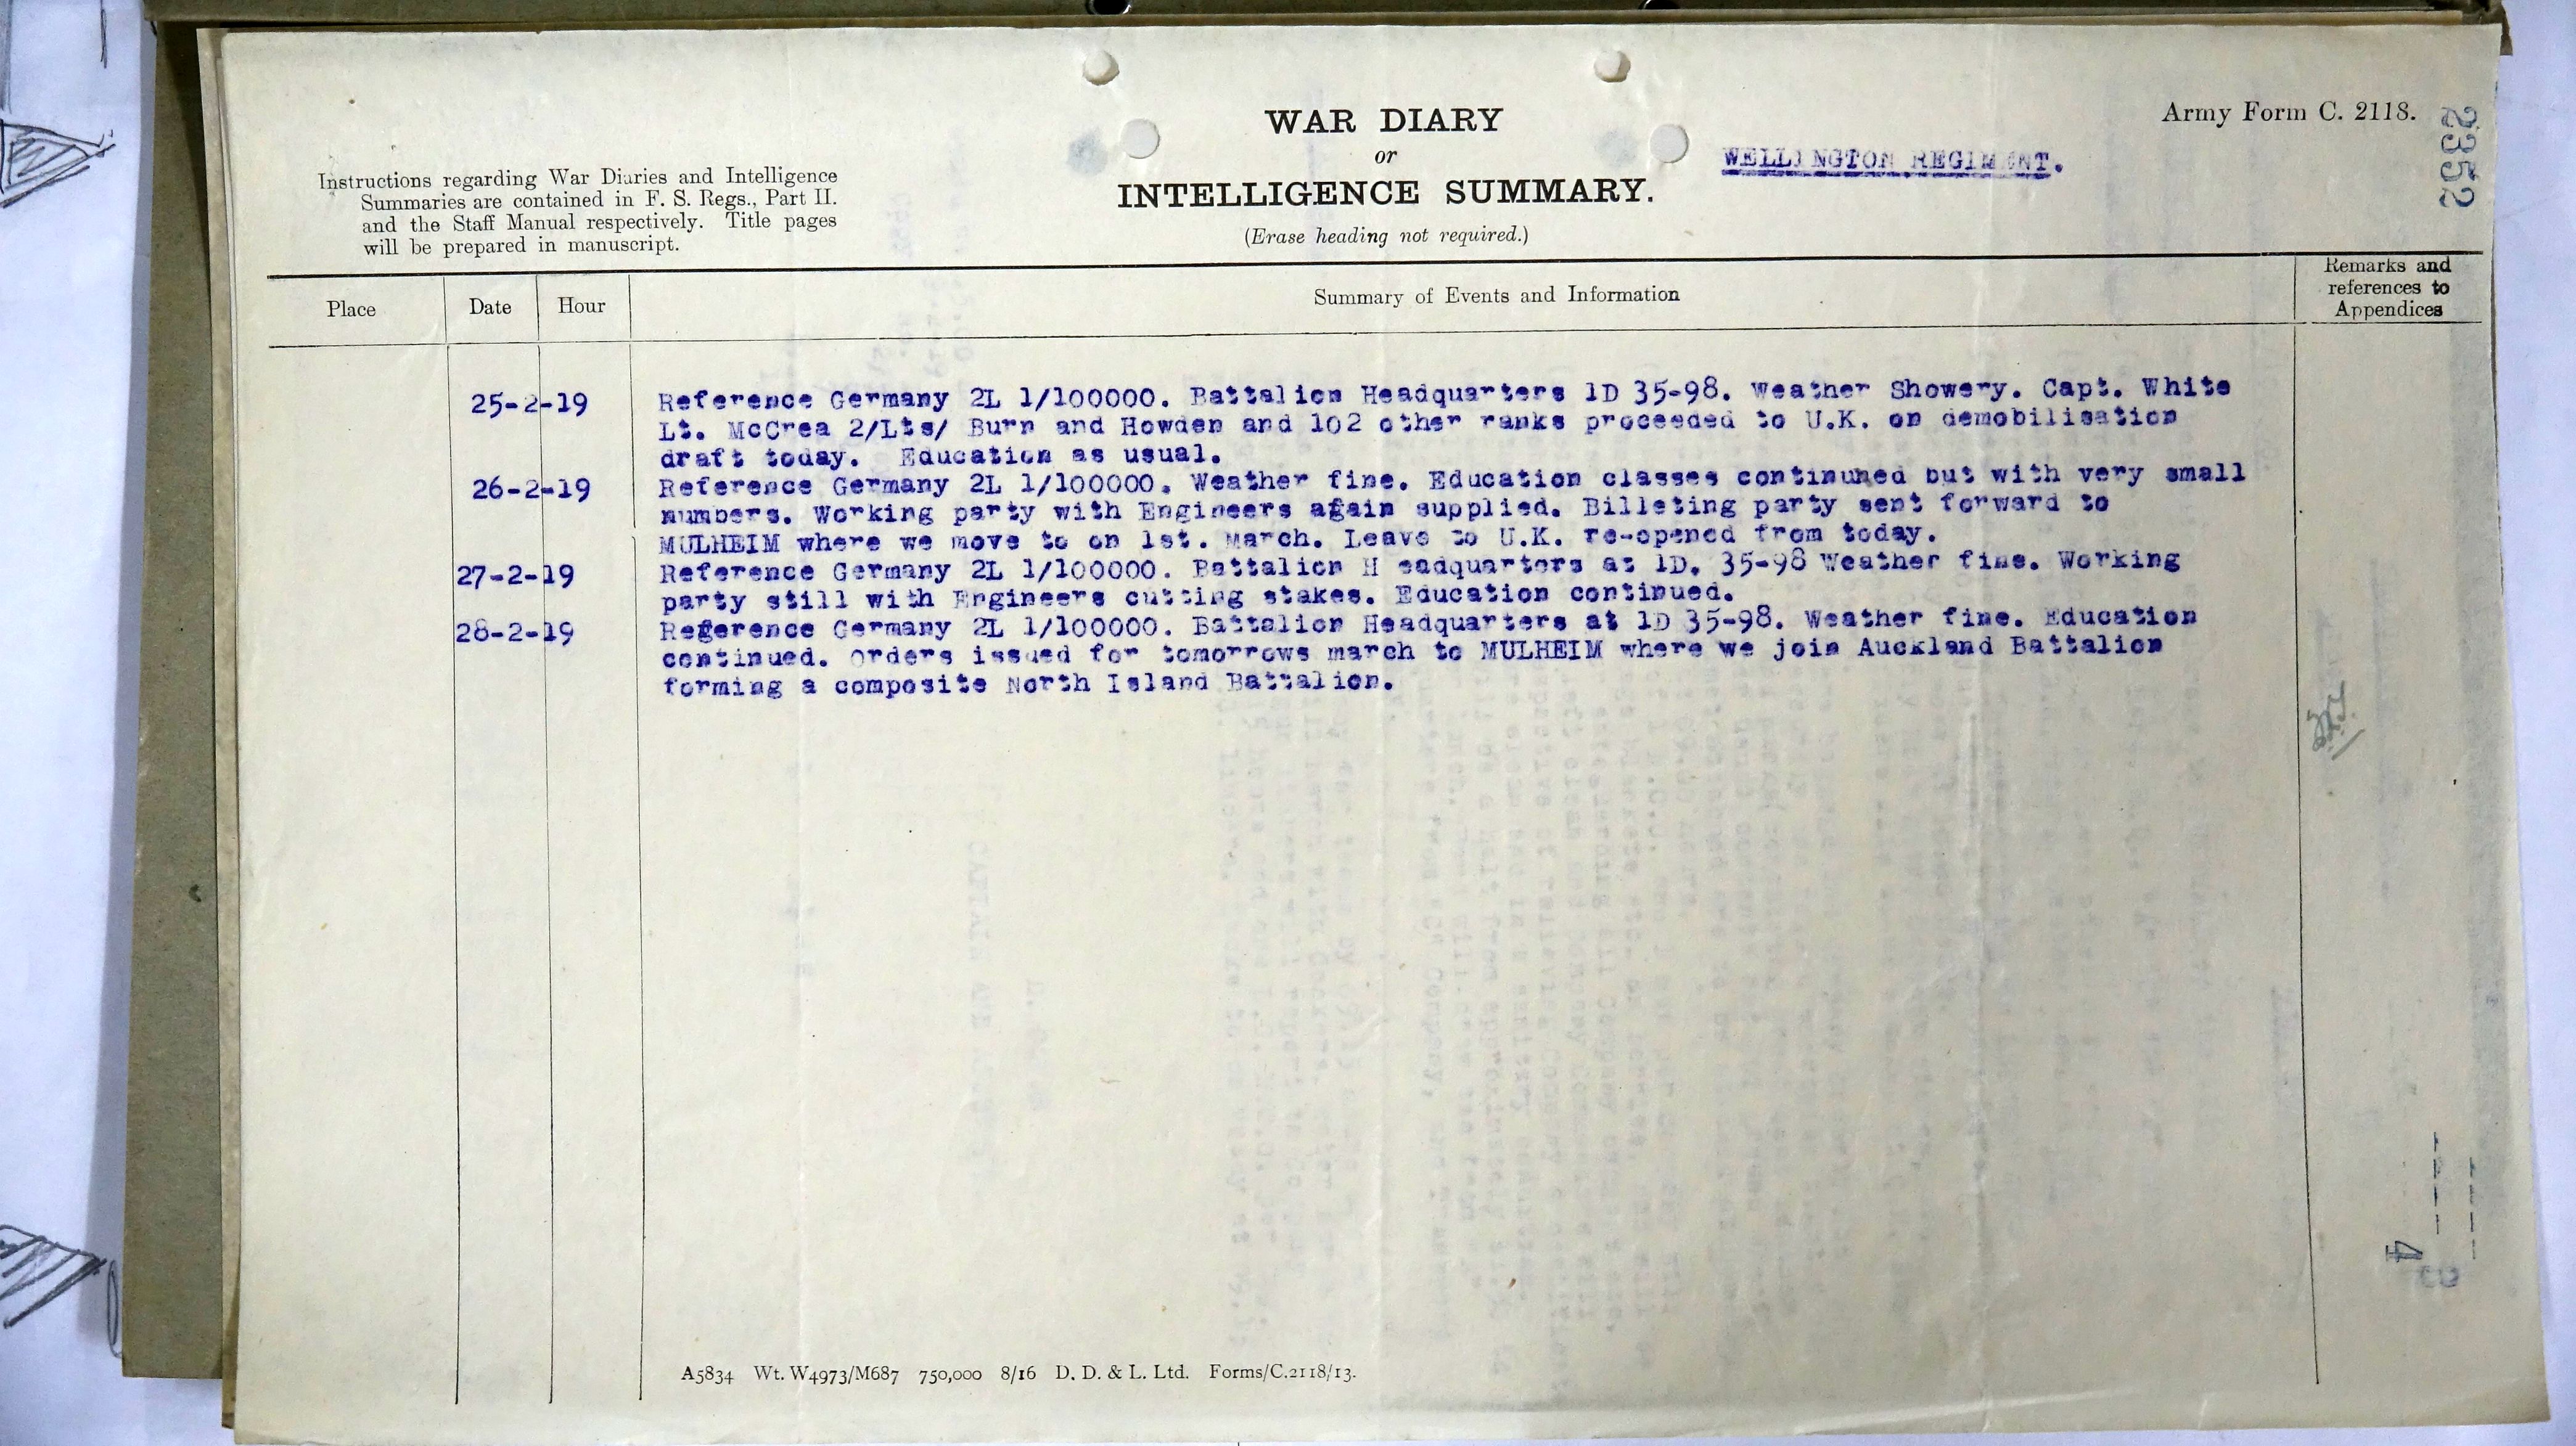 WAR DIARY
or
INTELLIGENCE SUMMARY.
(Erase heading not required.)
Army Form C. 2118.
WELLINGTON REGIMENT.
2352
Instructions regarding War Diaries and Intelligence
Summaries are contained in F. S. Regs., Part II.
and the Staff Manual respectively. Title pages
will be prepared in manuscript.
Place
Date
Hour
Summary of Events and Information
Remarks and
references to
Appendices
25-2-19 Reference Germany 2L 1/100000. Battalion Headquarters 1D 35-98. Weather Showery. Capt. White
Lt. McCrea 2/Lts/ Burn and Howden and 102 other ranks proceeded to U.K. on demobilisation
draft today. Education as usual.
26-2-19 Reference Germany 2L 1/100000. Weather fine. Education classes continuned but with very small
numbers. Working party with Engineers again supplied. Billeting party sent forward to
MULHEIM where we move to on 1st. March. Leave to U.K. re-opened from today.
27-2-19 Reference Germany 2L 1/100000. Battalion H eadquarters at 1D. 35-98 Weather fine. Working
party still with Engineers cutting stakes. Education continued.
28-2-19 Regerence Germany 2L 1/100000. Battalion Headquarters at 1D 35-98. Weather fine. Education
continued. Orders issued for tomorrows march to MULHEIM where we join Auckland Battalion
forming a composite North Island Battalion.
4
A5834 Wt. W4973/M687 750,000 8/16 D. D. & L. Ltd. Forms/C.2118/13.